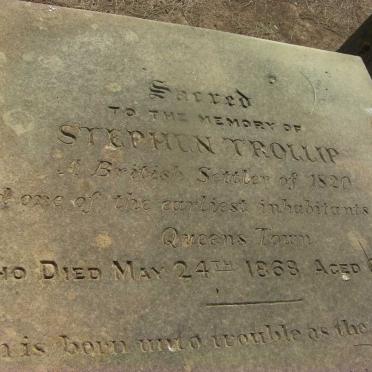 Sacred
TO THE MEMORY OF
STEPHEN TROLLIP
A British Settler of 1820
one of the earliest inhabitants
Queens Town
HO DIED MAY 24TH 1868 AGED
is born unto trouble as the